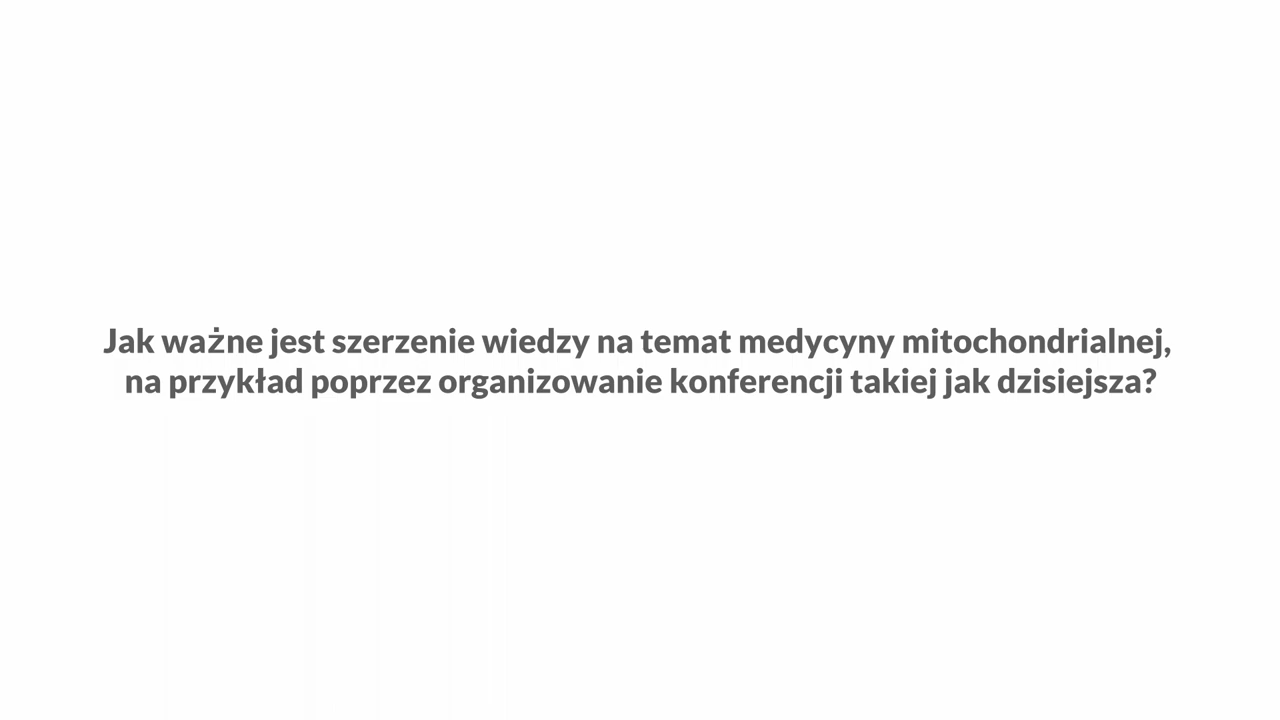 Jak ważne jest szerzenie wiedzy na temat medycyny mitochondrialnej,
na przykład poprzez organizowanie konferencji takiej jak dzisiejsza?